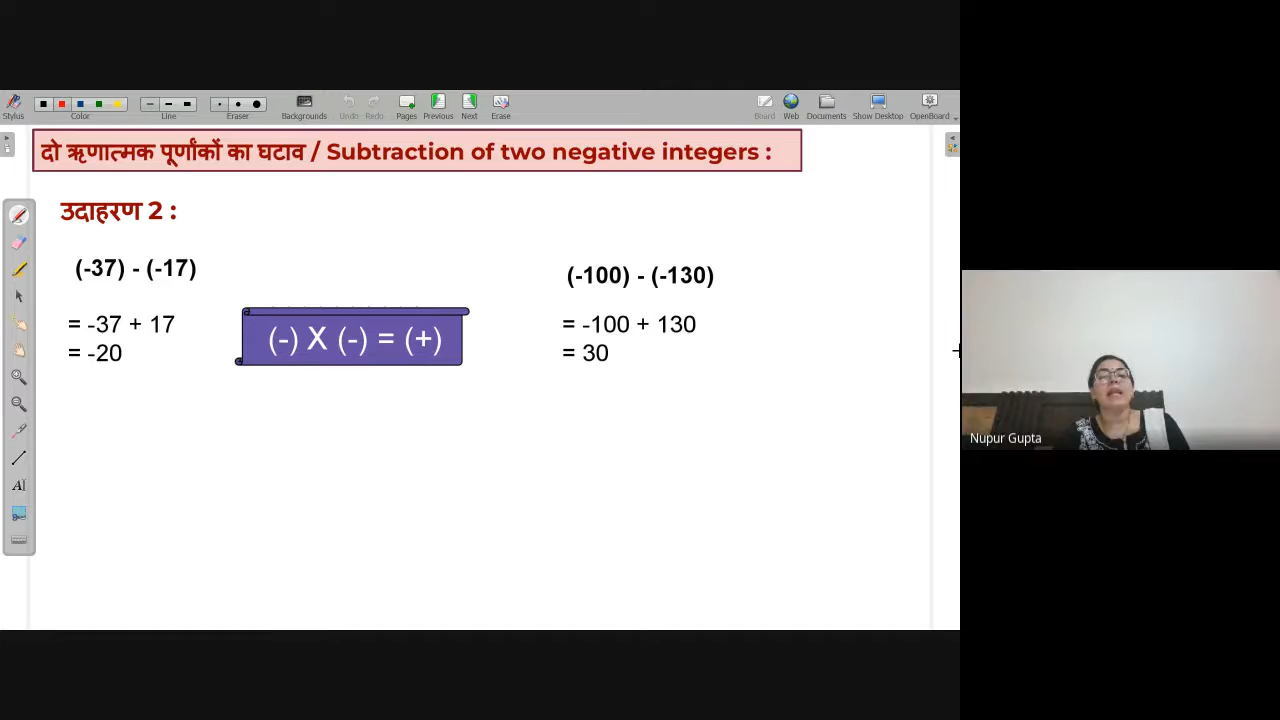 Stylus
Color
Line
Eraser
Backgrounds
Undo
Redo
Pages
Previous
Next
Erase
Board
Web
Documents
Show Desktop
OpenBoard
दो ऋणात्मक पूर्णांकों का घटाव / Subtraction of two negative integers :
उदाहरण 2 :
(-37) - (-17)
= -37 + 17
= -20
(-) X (-) = (+)
(-100) - (-130)
= -100 + 130
= 30
Nupur Gupta